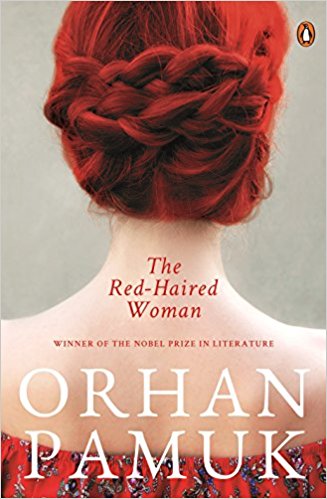 The
Red-Haired
Woman
WINNER OF THE NOBEL PRIZE IN LITERATURE
ORHAN
PAMUK